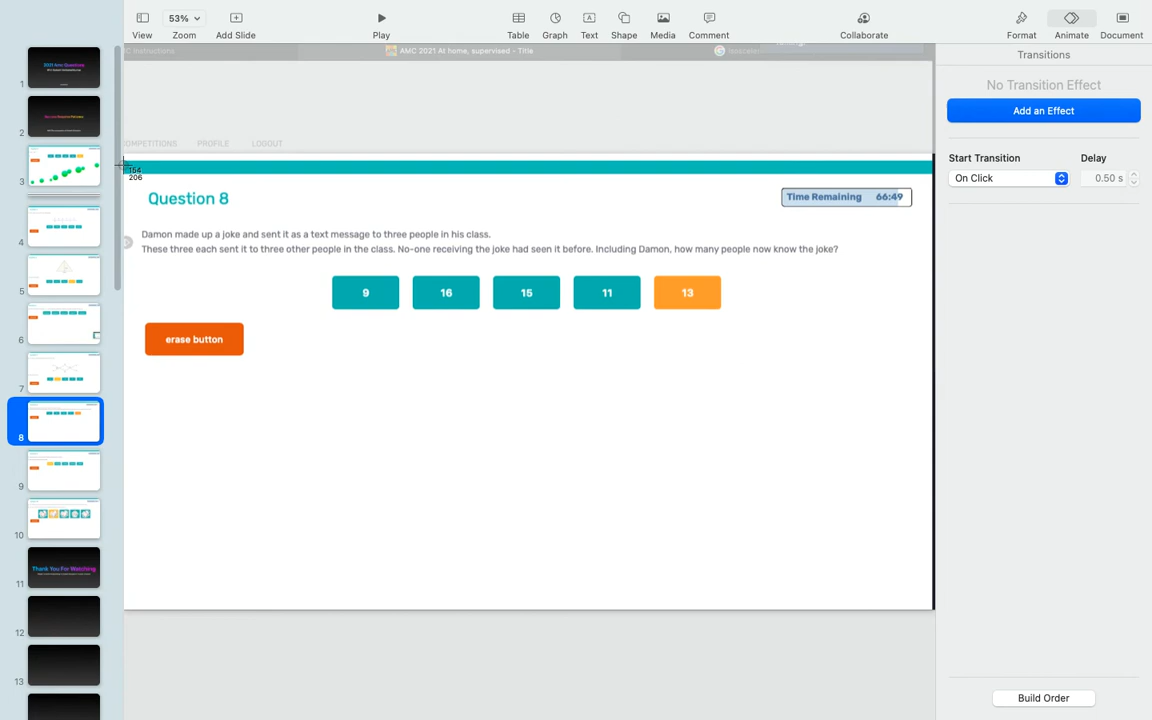 View
53%
Zoom
Add Slide
Play
Table
Graph
Text
Shape
Media
Comment
Collaborate
Format
Animate
Document
AMC 2021 At home, supervised - Title
Transitions
No Transition Effect
Add an Effect
Start Transition
Delay
On Click
0.50 s
PROFILE
LOGOUT
154
206
Question 8
Time Remaining 66:49
Damon made up a joke and sent it as a text message to three people in his class.
These three each sent it to three other people in the class. No-one receiving the joke had seen it before. Including Damon, how many people now know the joke?
9
16
15
11
13
erase button
1
2
3
4
5
6
7
8
9
10
Thank You For Watching
11
12
13
Build Order